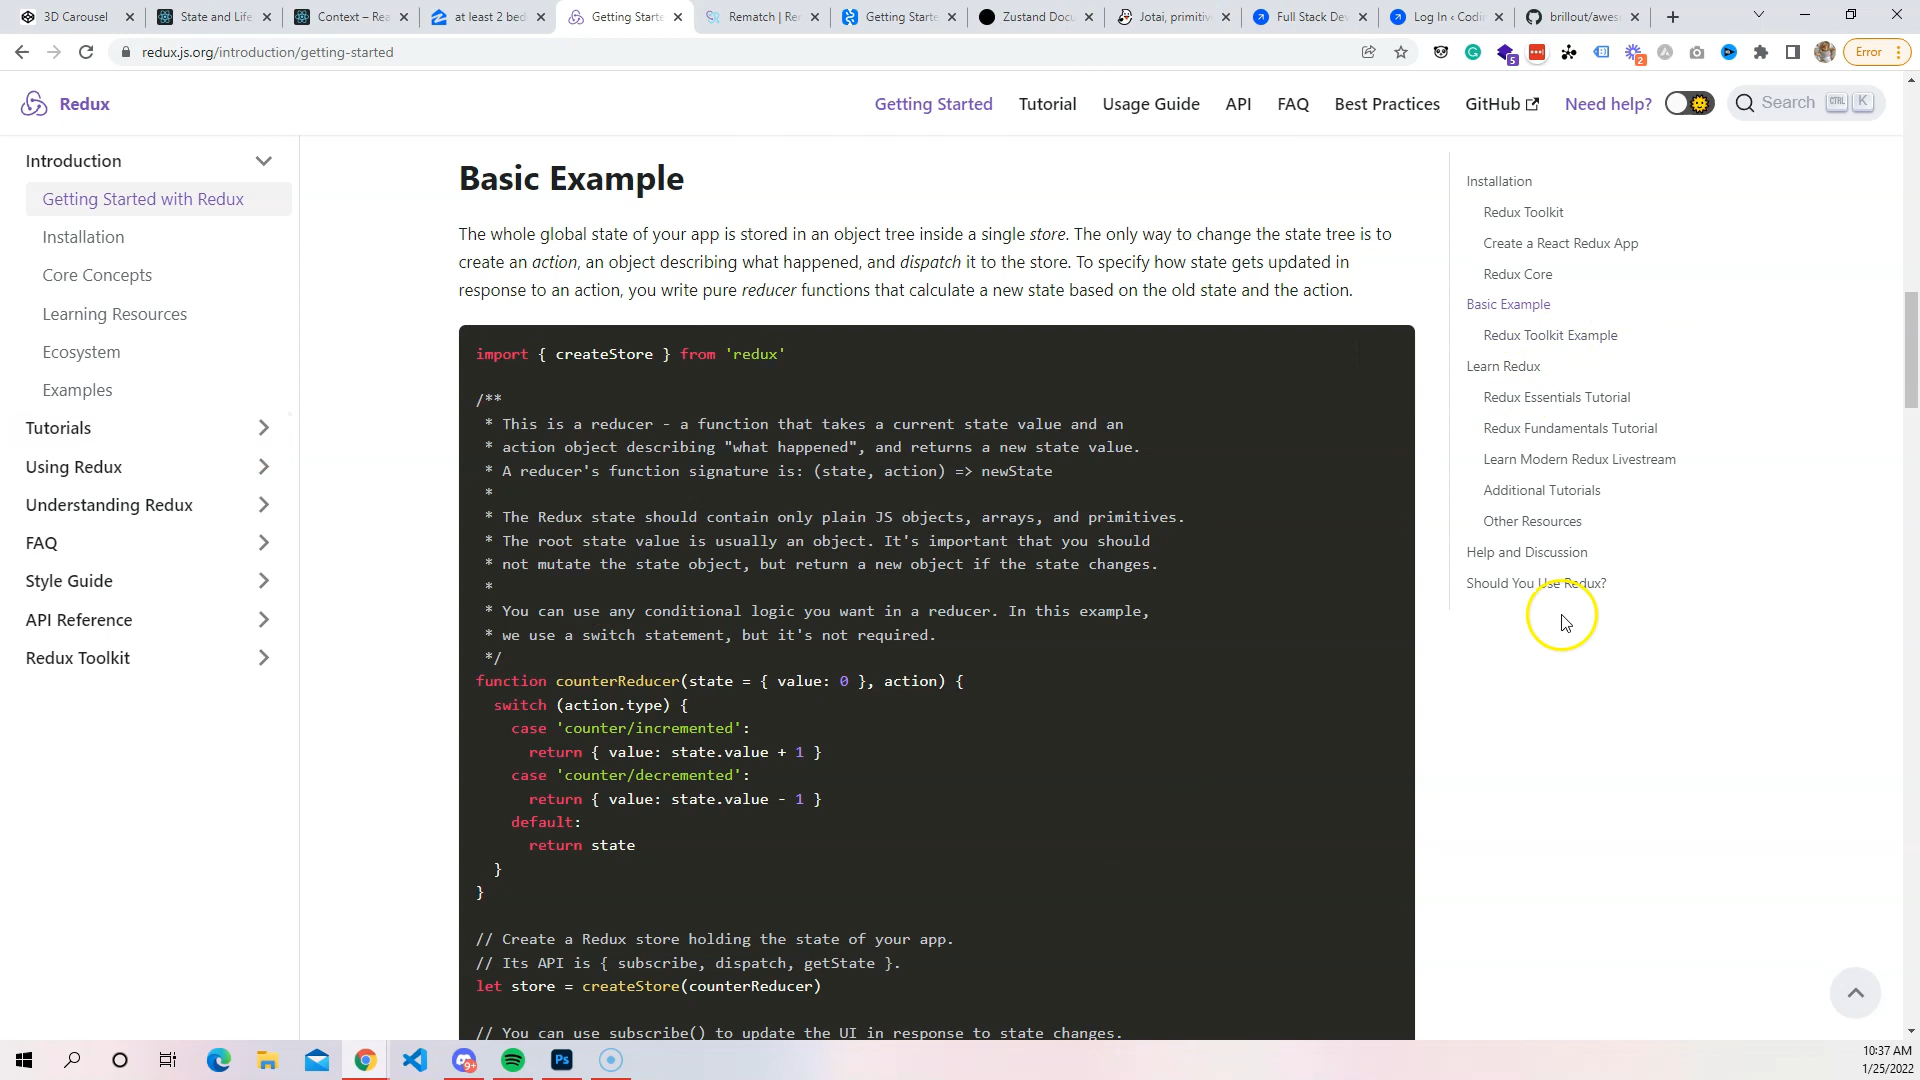 3D Carousel
State and Life
Context – Rea
at least 2 bed
Getting Starte
Rematch | Re
Getting Starte
Zustand Docu
Jotai, primitiv
Full Stack Dev
Log In ‹ Codin
brillout/awes
redux.js.org/introduction/getting-started
5
2
Error
Redux
Getting Started
Tutorial
Usage Guide
API
FAQ
Best Practices
GitHub
Need help?
Search
CTRL
K
Introduction
Getting Started with Redux
Installation
Core Concepts
Learning Resources
Ecosystem
Examples
Tutorials
Using Redux
Understanding Redux
FAQ
Style Guide
API Reference
Redux Toolkit
Basic Example
The whole global state of your app is stored in an object tree inside a single store. The only way to change the state tree is to
create an action, an object describing what happened, and dispatch it to the store. To specify how state gets updated in
response to an action, you write pure reducer functions that calculate a new state based on the old state and the action.
import { createStore } from 'redux'
/**
* This is a reducer - a function that takes a current state value and an
* action object describing "what happened", and returns a new state value.
* A reducer's function signature is: (state, action) => newState
*
* The Redux state should contain only plain JS objects, arrays, and primitives.
* The root state value is usually an object. It's important that you should
* not mutate the state object, but return a new object if the state changes.
*
* You can use any conditional logic you want in a reducer. In this example,
* we use a switch statement, but it's not required.
*/
function counterReducer(state = { value: 0 }, action) {
switch (action.type) {
case 'counter/incremented':
return { value: state.value + 1 }
case 'counter/decremented':
return { value: state.value - 1 }
default:
return state
}
}
// Create a Redux store holding the state of your app.
// Its API is { subscribe, dispatch, getState }.
let store = createStore(counterReducer)
// You can use subscribe() to update the UI in response to state changes.
Installation
Redux Toolkit
Create a React Redux App
Redux Core
Basic Example
Redux Toolkit Example
Learn Redux
Redux Essentials Tutorial
Redux Fundamentals Tutorial
Learn Modern Redux Livestream
Additional Tutorials
Other Resources
Help and Discussion
Should You Use Redux?
9+
Ps
10:37 AM
1/25/2022